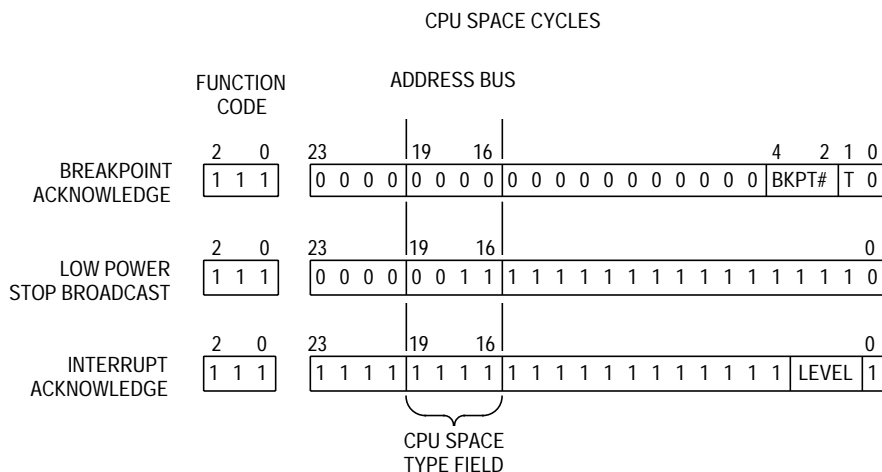 CPU SPACE CYCLES
FUNCTION
CODE
ADDRESS BUS
2 0 23 19 16 4 2 1 0
BREAKPOINT
ACKNOWLEDGE
1 1 1 0 0 0 0 0 0 0 0 0 0 0 0 0 0 0 0 0 0 0 BKPT# T 0
2 0 23 19 16 0
LOW POWER
STOP BROADCAST
1 1 1 0 0 0 0 0 0 1 1 1 1 1 1 1 1 1 1 1 1 1 1 1 1 1 0
2 0 23 19 16 0
INTERRUPT
ACKNOWLEDGE
1 1 1 1 1 1 1 1 1 1 1 1 1 1 1 1 1 1 1 1 1 1 1 LEVEL 1
CPU SPACE
TYPE FIELD